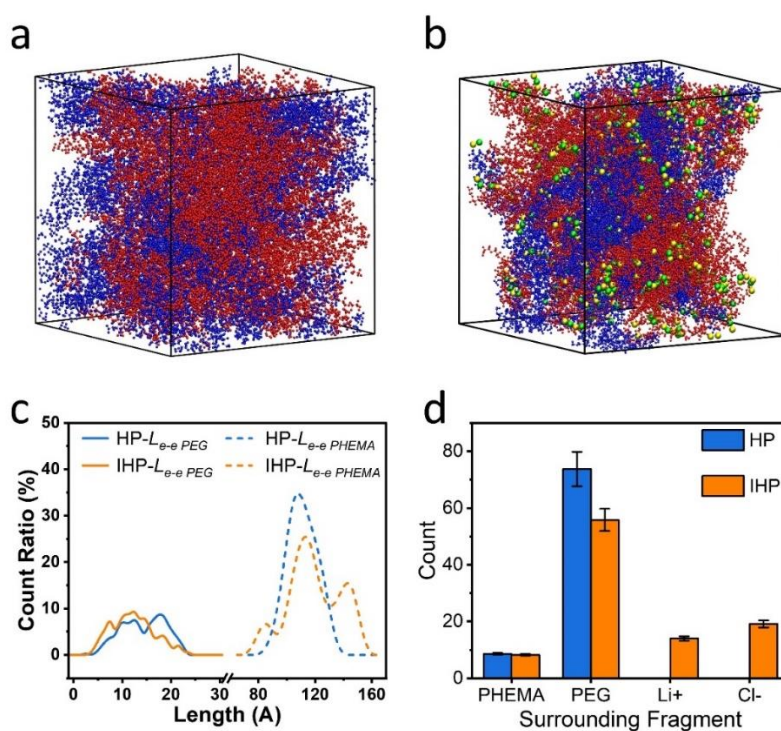 a
b
c
50
40
30
20
10
0
Count Ratio (%)
HP-Le-e PEG
HP-Le-e PHEMA
IHP-Le-e PEG
IHP-Le-e PHEMA
0 10 20 30 80 120 160
Length (A)
d
80
60
40
20
0
Count
HP
IHP
PHEMA PEG Li+ Cl-
Surrounding Fragment